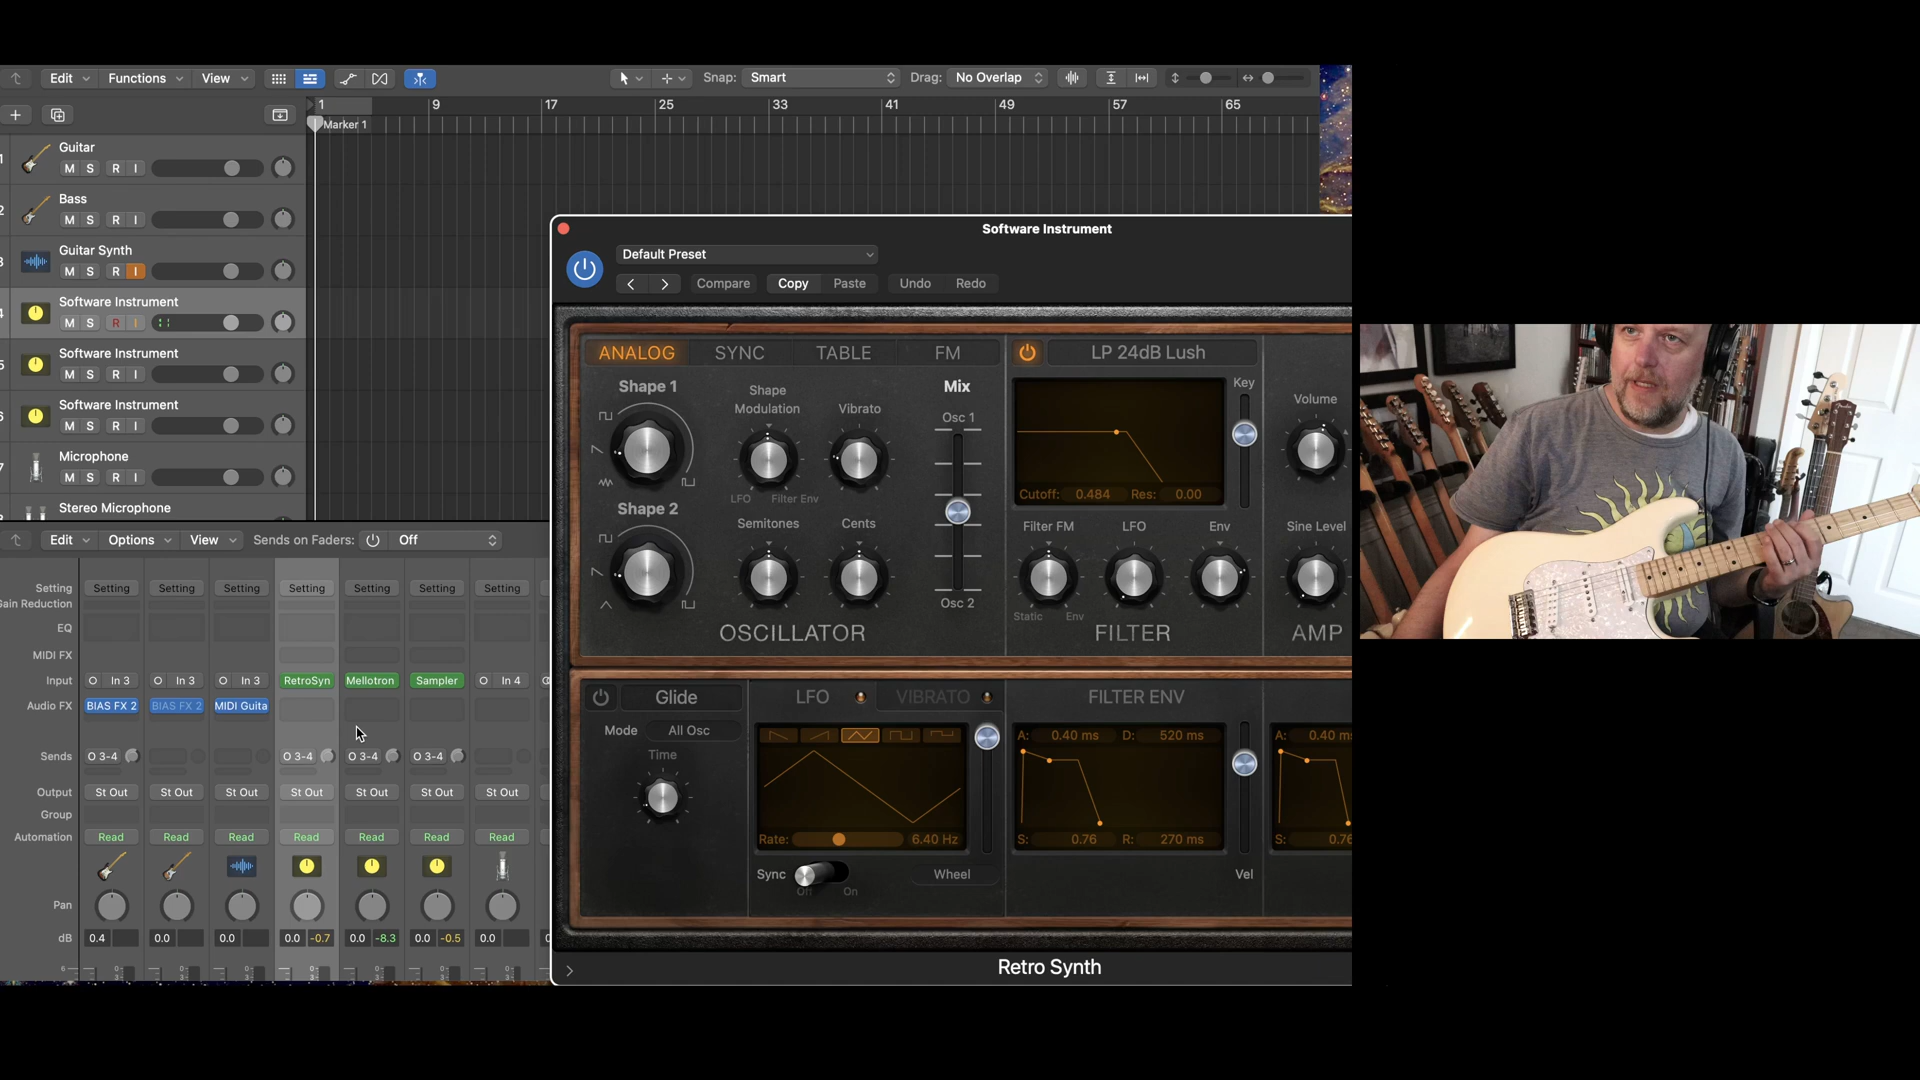 Edit Functions View Snap: Smart Drag: No Overlap
1 9 17 25 33 41 49 57 65
Marker 1
1 Guitar
M S R I
2 Bass
M S R I
3 Guitar Synth
M S R I
4 Software Instrument
M S R I
5 Software Instrument
M S R I
6 Software Instrument
M S R I
7 Microphone
M S R I
Stereo Microphone
Edit Options View Sends on Faders: Off
Setting Setting Setting Setting Setting Setting Setting Setting
Gain Reduction
EQ
MIDI FX
Input In 3 In 3 In 3 RetroSyn Mellotron Sampler In 4
Audio FX BIAS FX 2 BIAS FX 2 MIDI Guita
Sends O 3-4 O 3-4 O 3-4 O 3-4
Output St Out St Out St Out St Out St Out St Out St Out
Group
Automation Read Read Read Read Read Read Read
Pan
dB 0.4 0.0 0.0 0.0 -0.7 0.0 -8.3 0.0 -0.5 0.0
Software Instrument
Default Preset
Compare Copy Paste Undo Redo
ANALOG SYNC TABLE FM
Shape 1
Shape Modulation
Vibrato
Mix
Osc 1
LFO Filter Env
Shape 2
Semitones
Cents
Osc 2
OSCILLATOR
LP 24dB Lush
Key
Cutoff: 0.484 Res: 0.00
Filter FM LFO Env
Static Env
FILTER
Volume
Sine Level
AMP
Glide
Mode All Osc
Time
LFO VIBRATO
Rate: 6.40 Hz
Sync Off On Wheel
FILTER ENV
A: 0.40 ms D: 520 ms
S: 0.76 R: 270 ms
Vel
A: 0.40 ms
S: 0.76
Retro Synth